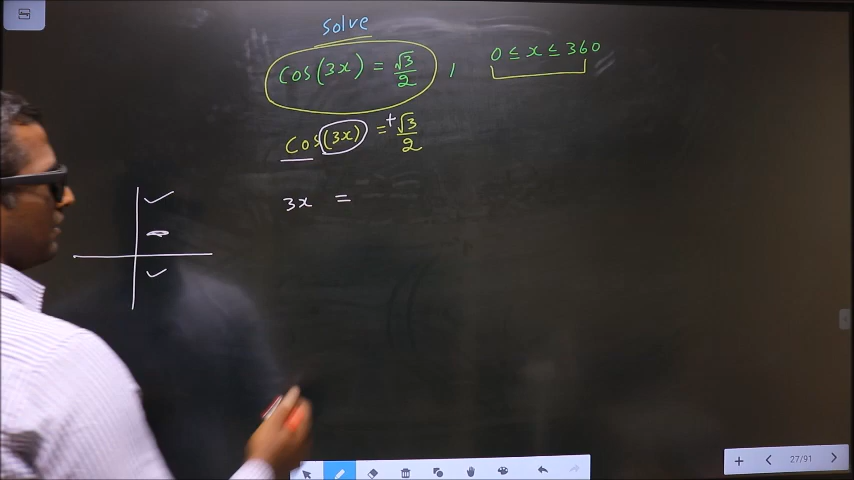 solve
cos(3x) = √3/2 , 0 ≤ x ≤ 360
cos(3x) = +√3/2
3x =
27/91